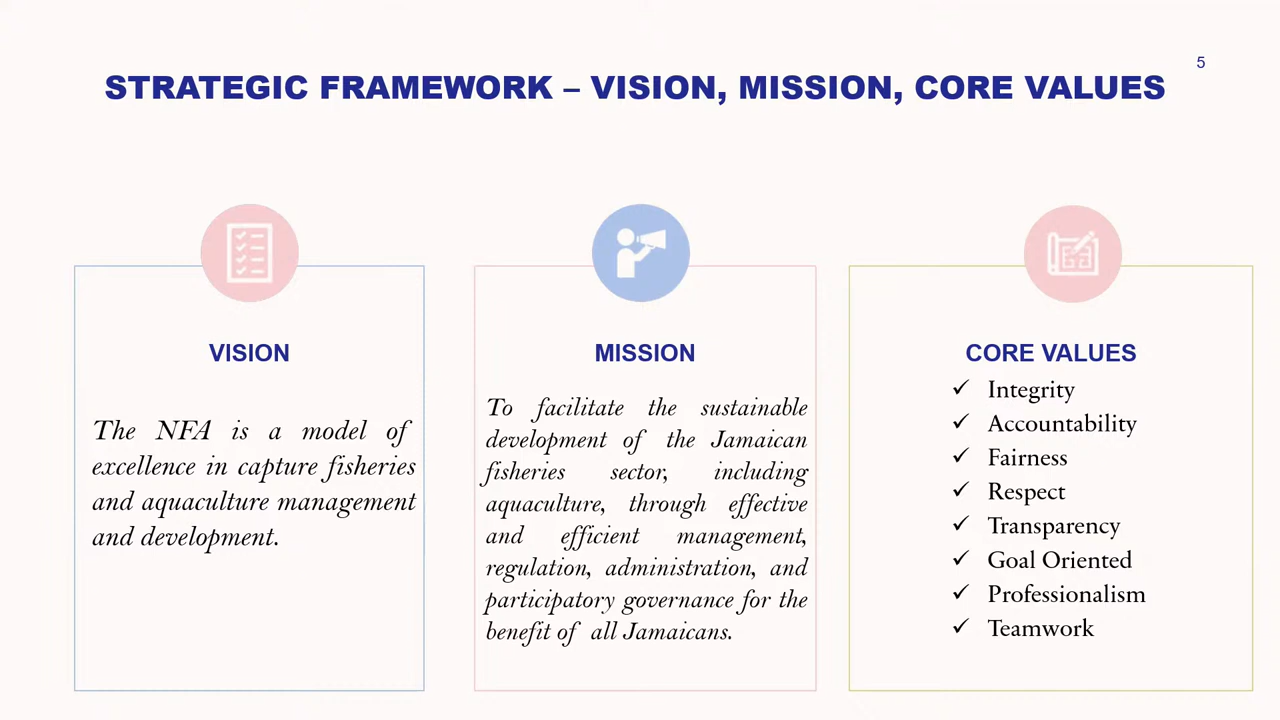 5
STRATEGIC FRAMEWORK – VISION, MISSION, CORE VALUES
VISION
The NFA is a model of
excellence in capture fisheries
and aquaculture management
and development.
MISSION
To facilitate the sustainable
development of the Jamaican
fisheries sector, including
aquaculture, through effective
and efficient management,
regulation, administration, and
participatory governance for the
benefit of all Jamaicans.
CORE VALUES
✓ Integrity
✓ Accountability
✓ Fairness
✓ Respect
✓ Transparency
✓ Goal Oriented
✓ Professionalism
✓ Teamwork